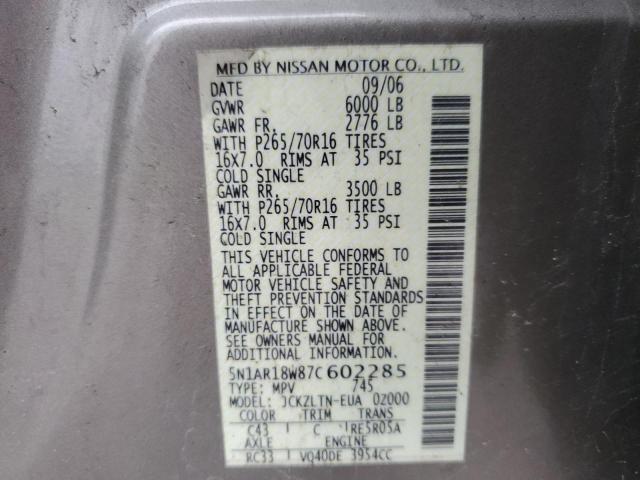 MFD BY NISSAN MOTOR CO., LTD.
DATE 09/06
GVWR 6000 LB
GAWR FR. 2776 LB
WITH P265/70R16 TIRES
16X7.0 RIMS AT 35 PSI
COLD SINGLE
GAWR RR. 3500 LB
WITH P265/70R16 TIRES
16X7.0 RIMS AT 35 PSI
COLD SINGLE
THIS VEHICLE CONFORMS TO
ALL APPLICABLE FEDERAL
MOTOR VEHICLE SAFETY AND
THEFT PREVENTION STANDARDS
IN EFFECT ON THE DATE OF
MANUFACTURE SHOWN ABOVE.
SEE OWNERS MANUAL FOR
ADDITIONAL INFORMATION.
5N1AR18W87C602285
TYPE: MPV 745
MODEL: JCKZLTN-EUA 02000
COLOR TRIM TRANS
C43 C RE5R05A
AXLE ENGINE
RC33 VQ40DE 3954CC